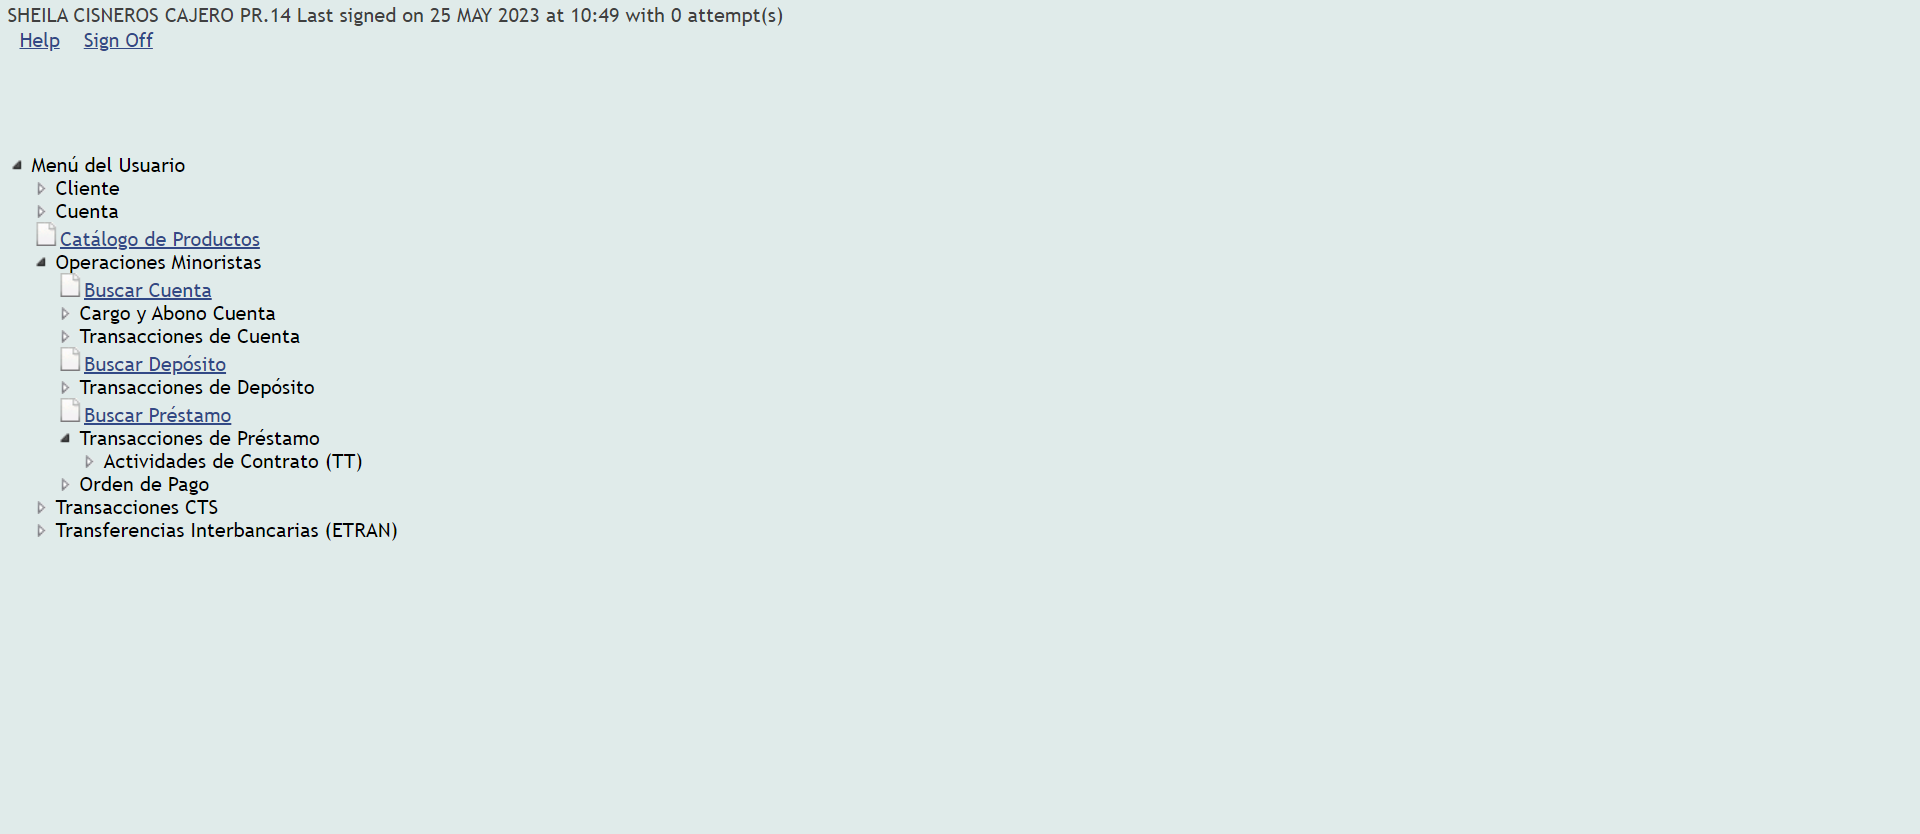 SHEILA CISNEROS CAJERO PR.14 Last signed on 25 MAY 2023 at 10:49 with 0 attempt(s)
Help Sign Off
Menú del Usuario
Cliente
Cuenta
Catálogo de Productos
Operaciones Minoristas
Buscar Cuenta
Cargo y Abono Cuenta
Transacciones de Cuenta
Buscar Depósito
Transacciones de Depósito
Buscar Préstamo
Transacciones de Préstamo
Actividades de Contrato (TT)
Orden de Pago
Transacciones CTS
Transferencias Interbancarias (ETRAN)